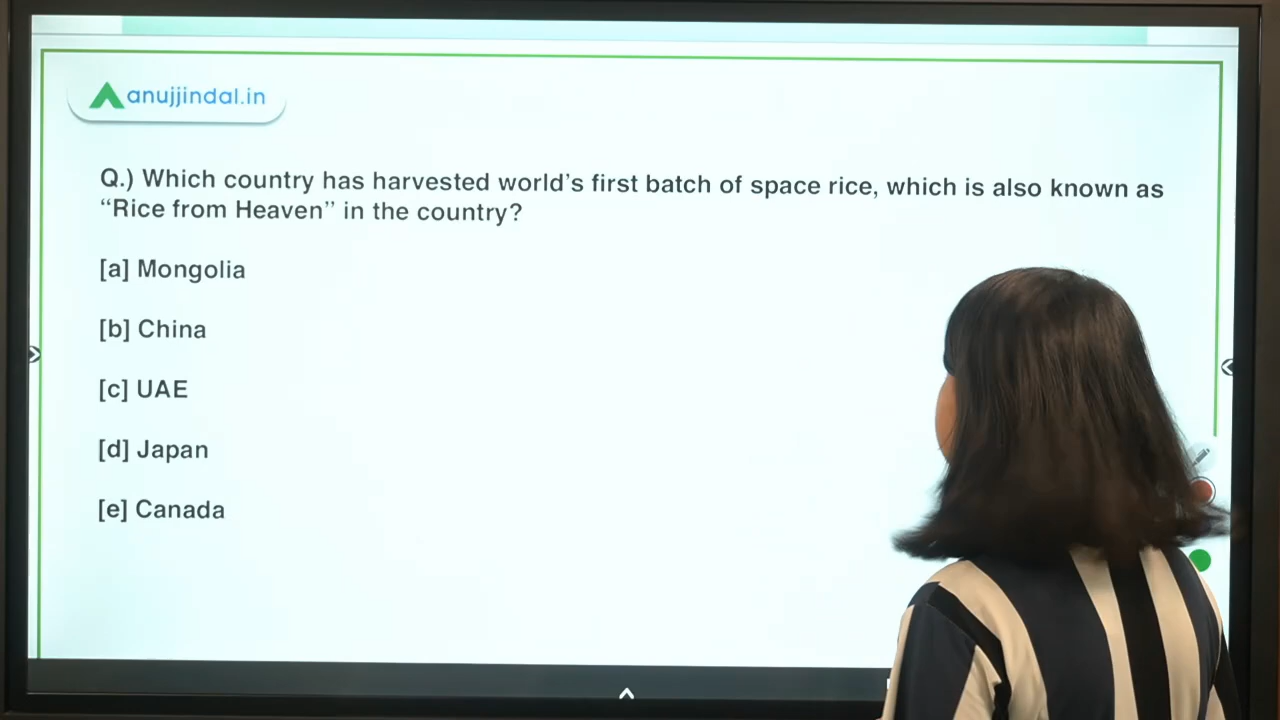 anujjindal.in
Q.) Which country has harvested world’s first batch of space rice, which is also known as
“Rice from Heaven” in the country?
[a] Mongolia
[b] China
[c] UAE
[d] Japan
[e] Canada